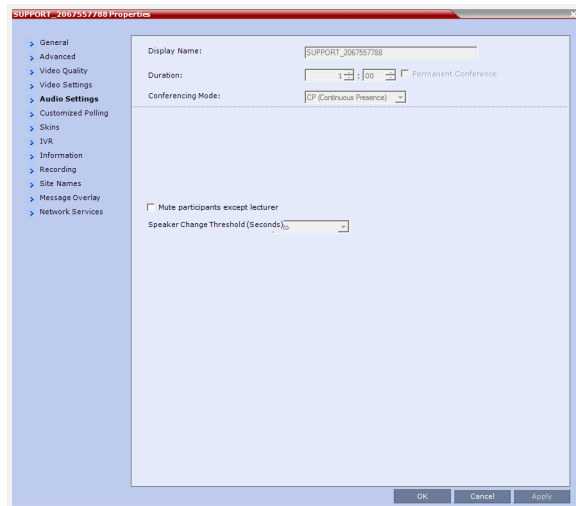 SUPPORT_2067557788 Properties
General
Advanced
Video Quality
Video Settings
Audio Settings
Customized Polling
Skins
IVR
Information
Recording
Site Names
Message Overlay
Network Services
Display Name: SUPPORT_2067557788
Duration: 1 : 00 Permanent Conference
Conferencing Mode: CP (Continuous Presence)
Mute participants except lecturer
Speaker Change Threshold (Seconds)
OK Cancel Apply